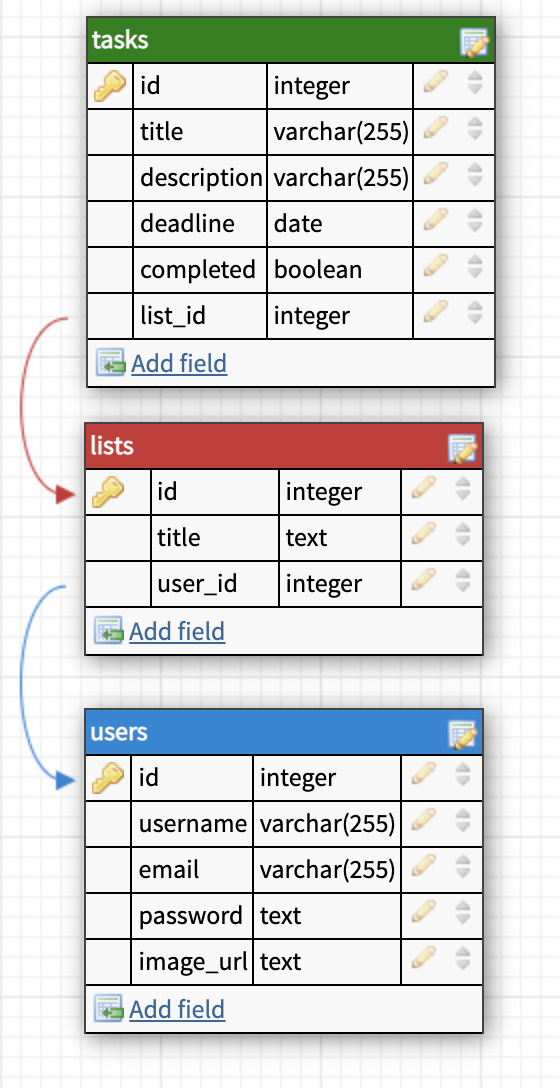 tasks
id integer
title varchar(255)
description varchar(255)
deadline date
completed boolean
list_id integer
Add field
lists
id integer
title text
user_id integer
Add field
users
id integer
username varchar(255)
email varchar(255)
password text
image_url text
Add field